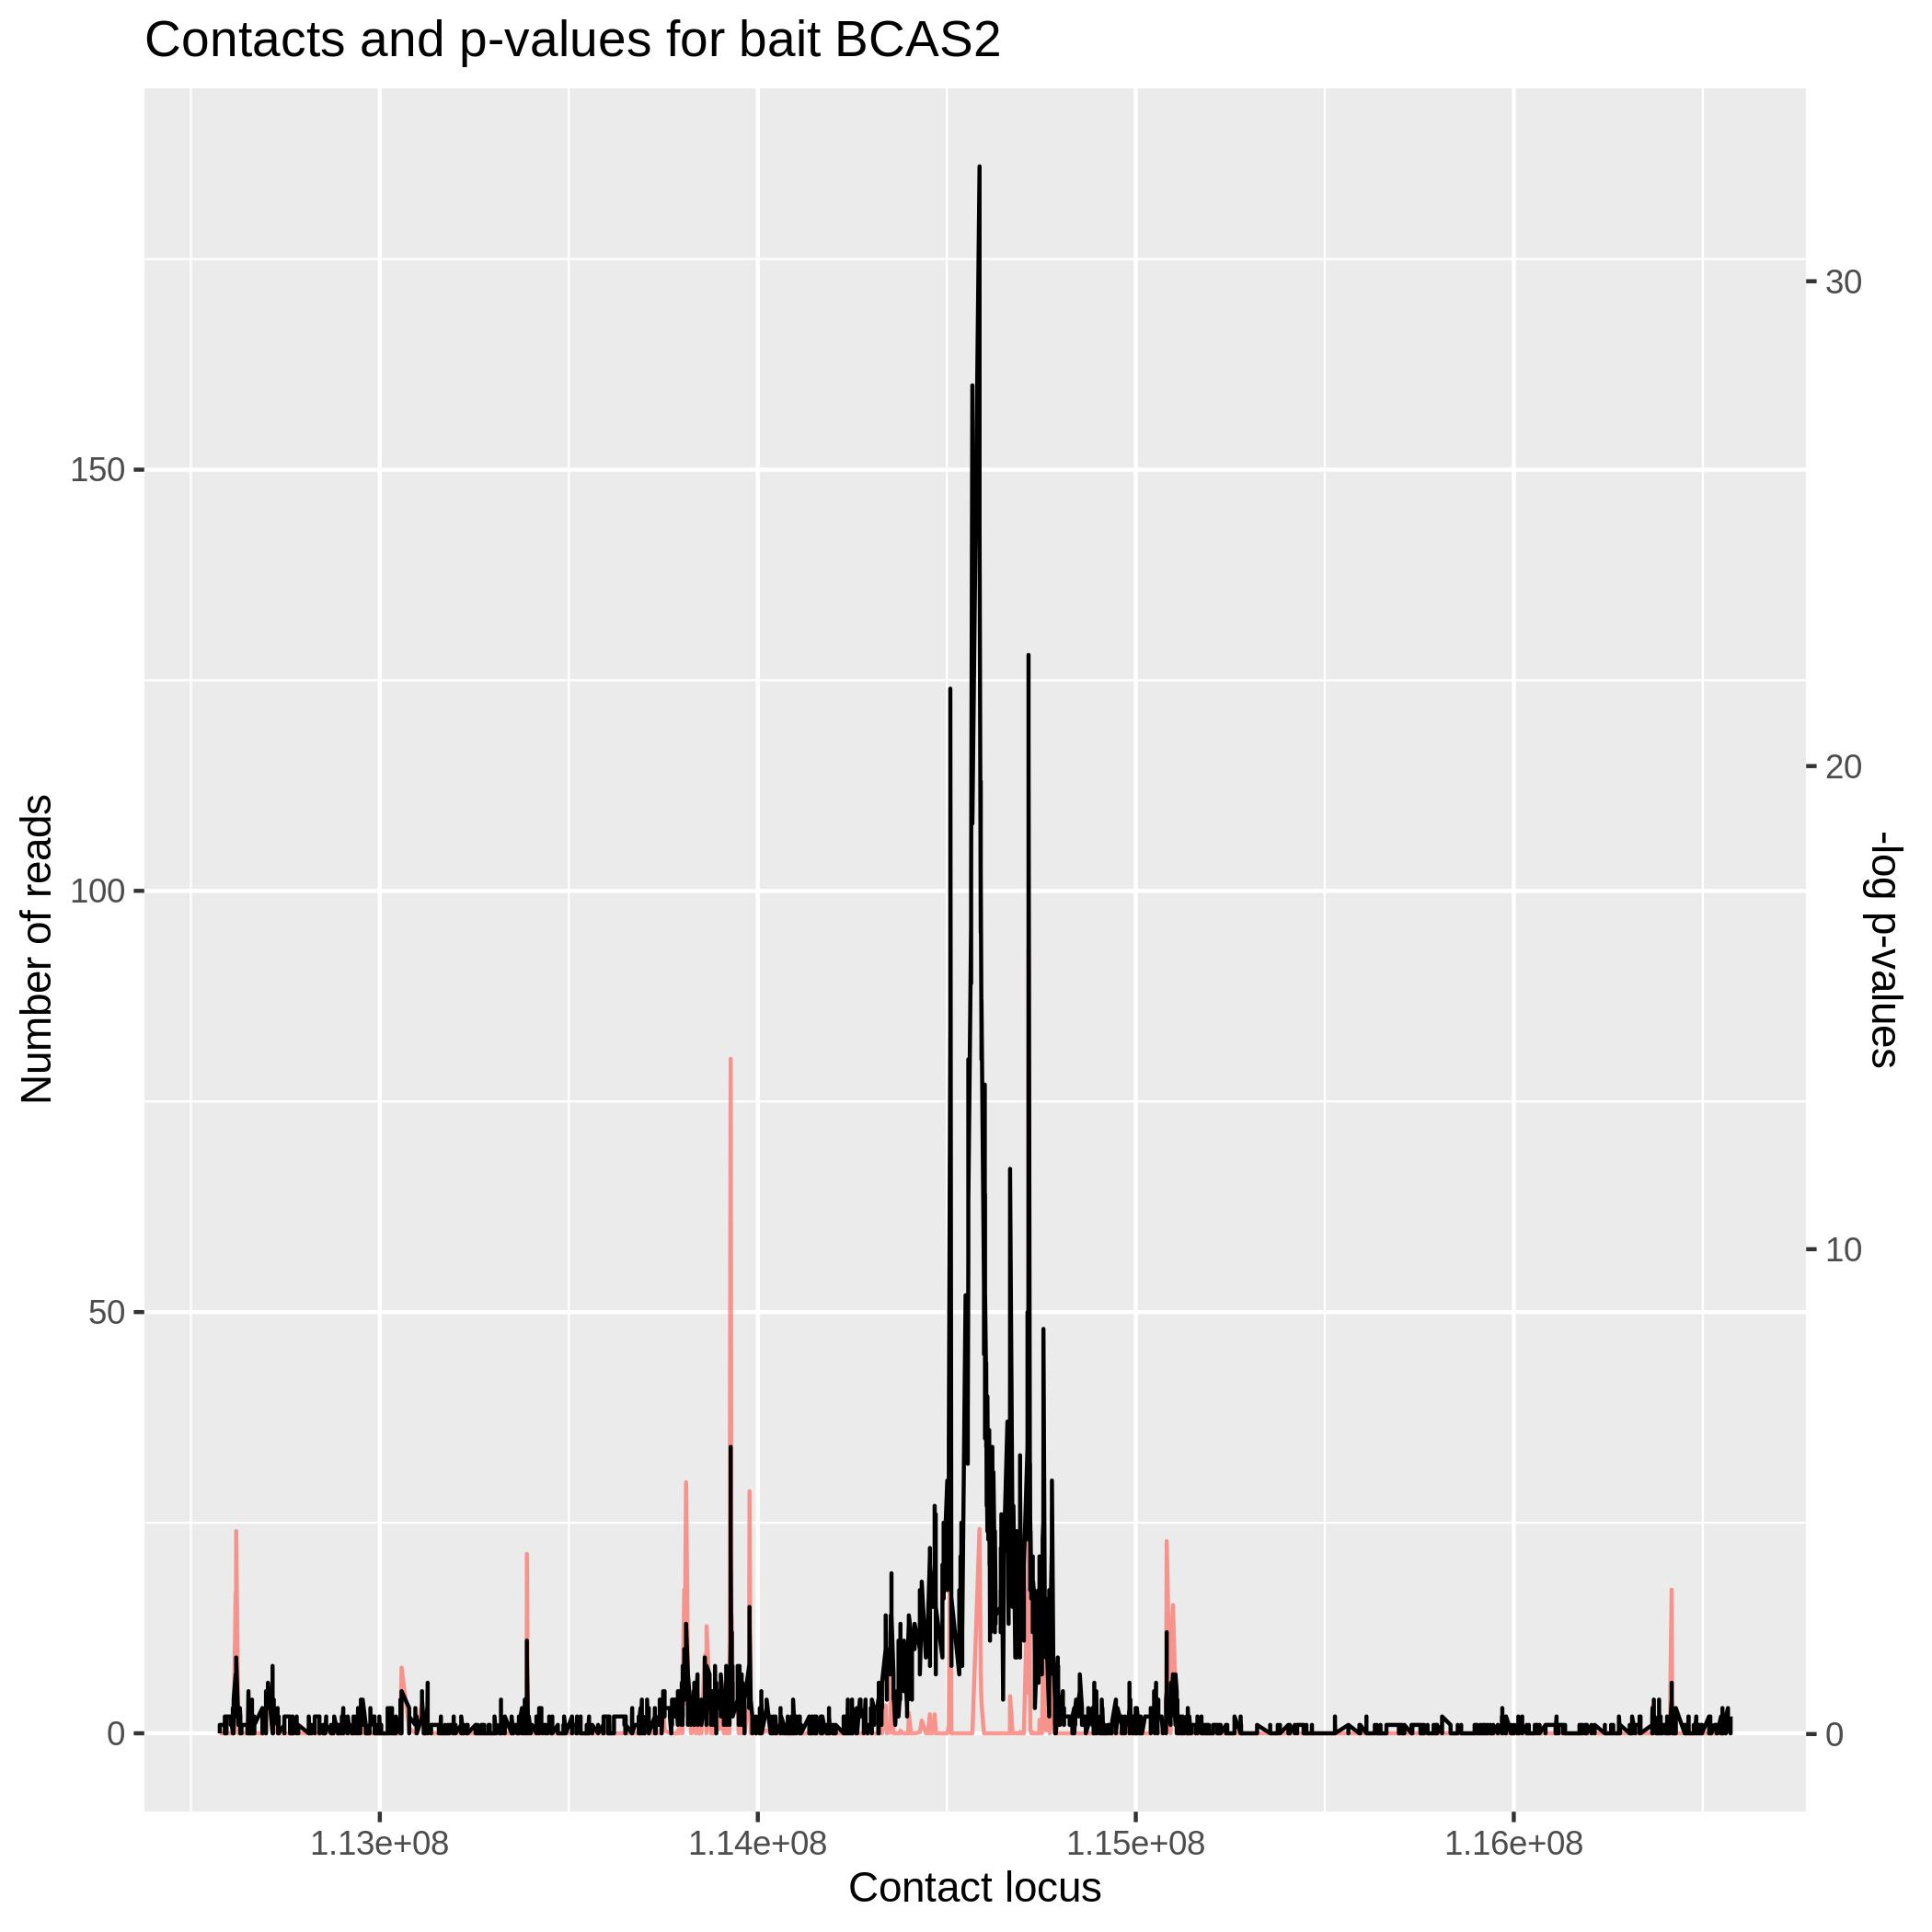 Contacts and p-values for bait BCAS2
Number of reads
150
100
50
0
30
20
10
0
-log p-values
1.13e+08
1.14e+08
1.15e+08
1.16e+08
Contact locus